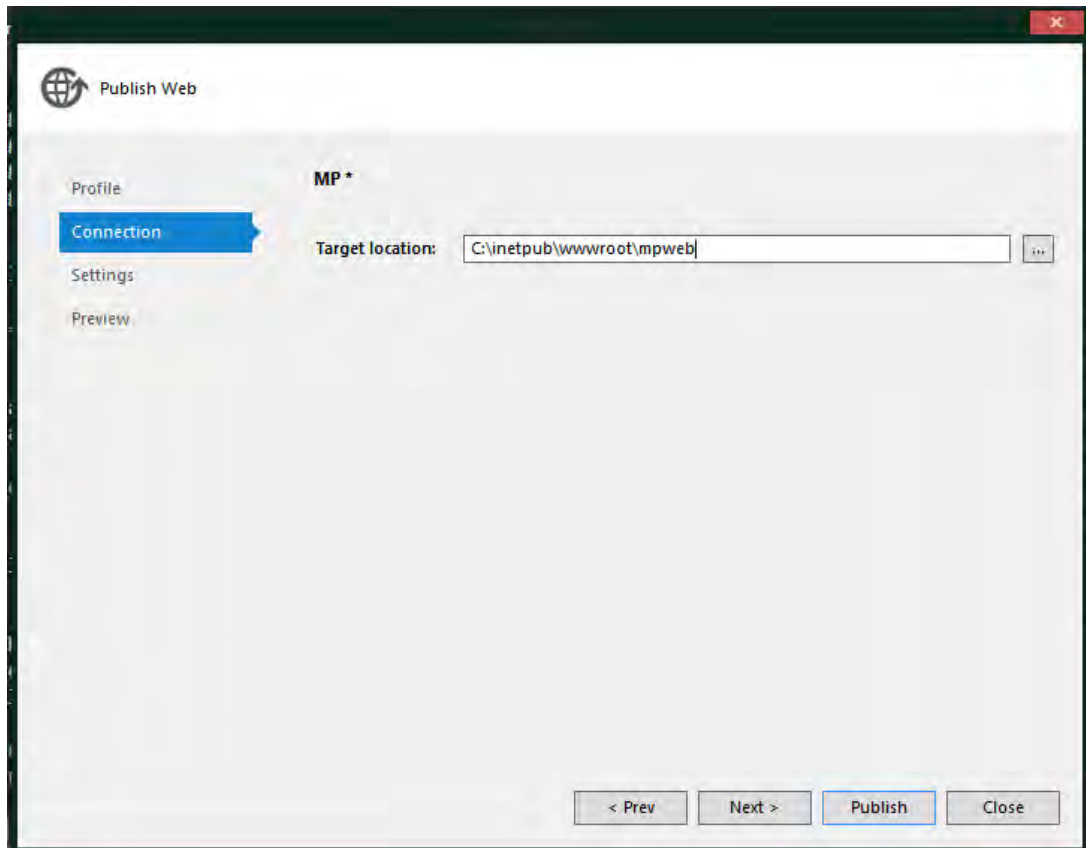 Publish Web
Profile
Connection
Settings
Preview
MP *
Target location: C:\inetpub\wwwroot\mpweb ...
< Prev Next > Publish Close